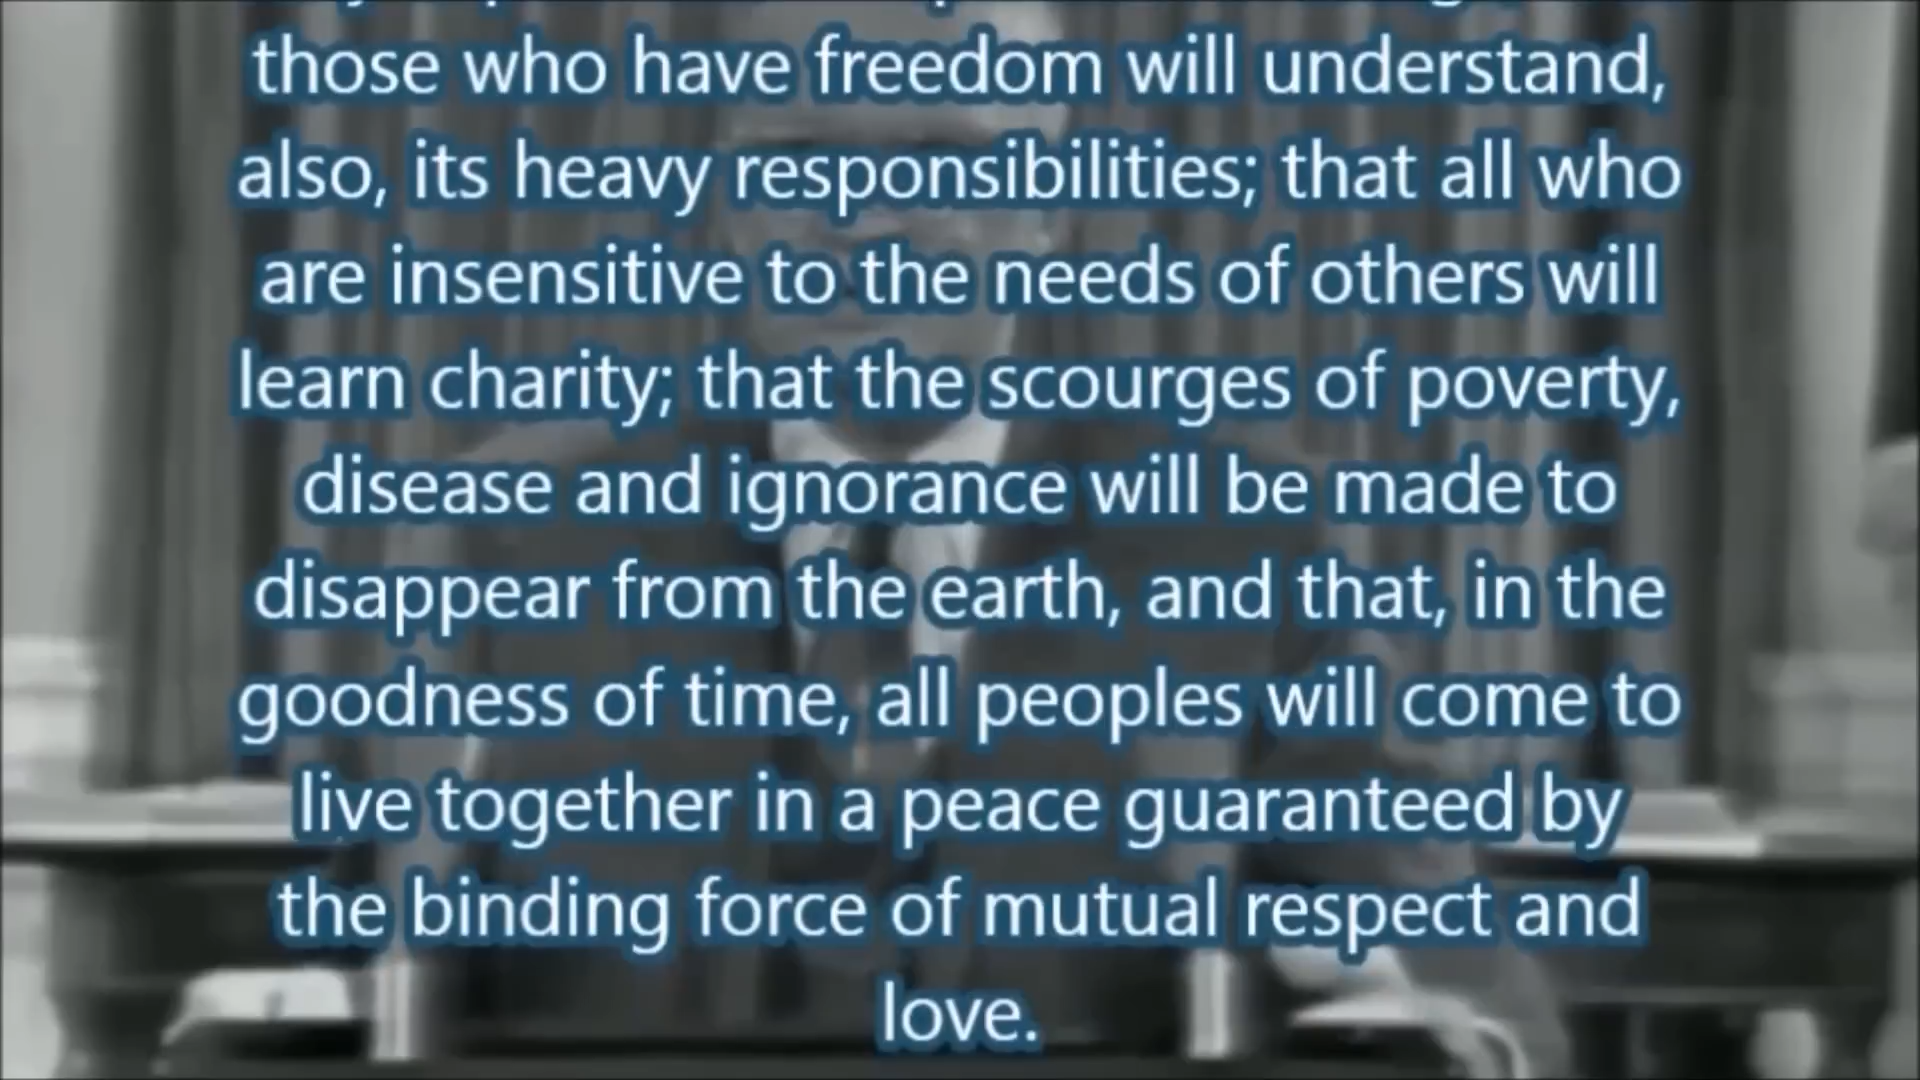 those who have freedom will understand,
also, its heavy responsibilities; that all who
are insensitive to the needs of others will
learn charity; that the scourges of poverty,
disease and ignorance will be made to
disappear from the earth, and that, in the
goodness of time, all peoples will come to
live together in a peace guaranteed by
the binding force of mutual respect and
love.